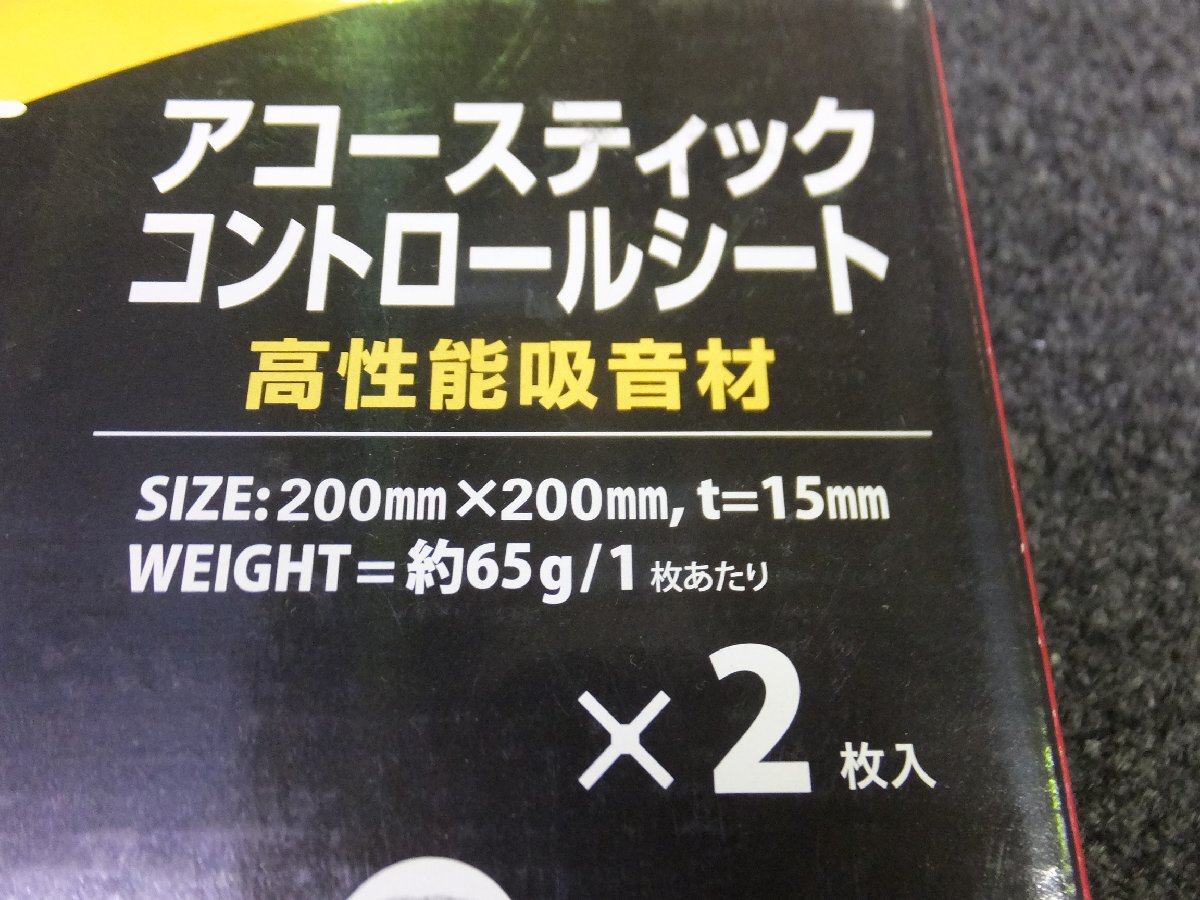 アコースティック
コントロールシート
高性能吸音材
SIZE: 200㎜×200㎜, t=15㎜
WEIGHT=約65g/1枚あたり
×2枚入